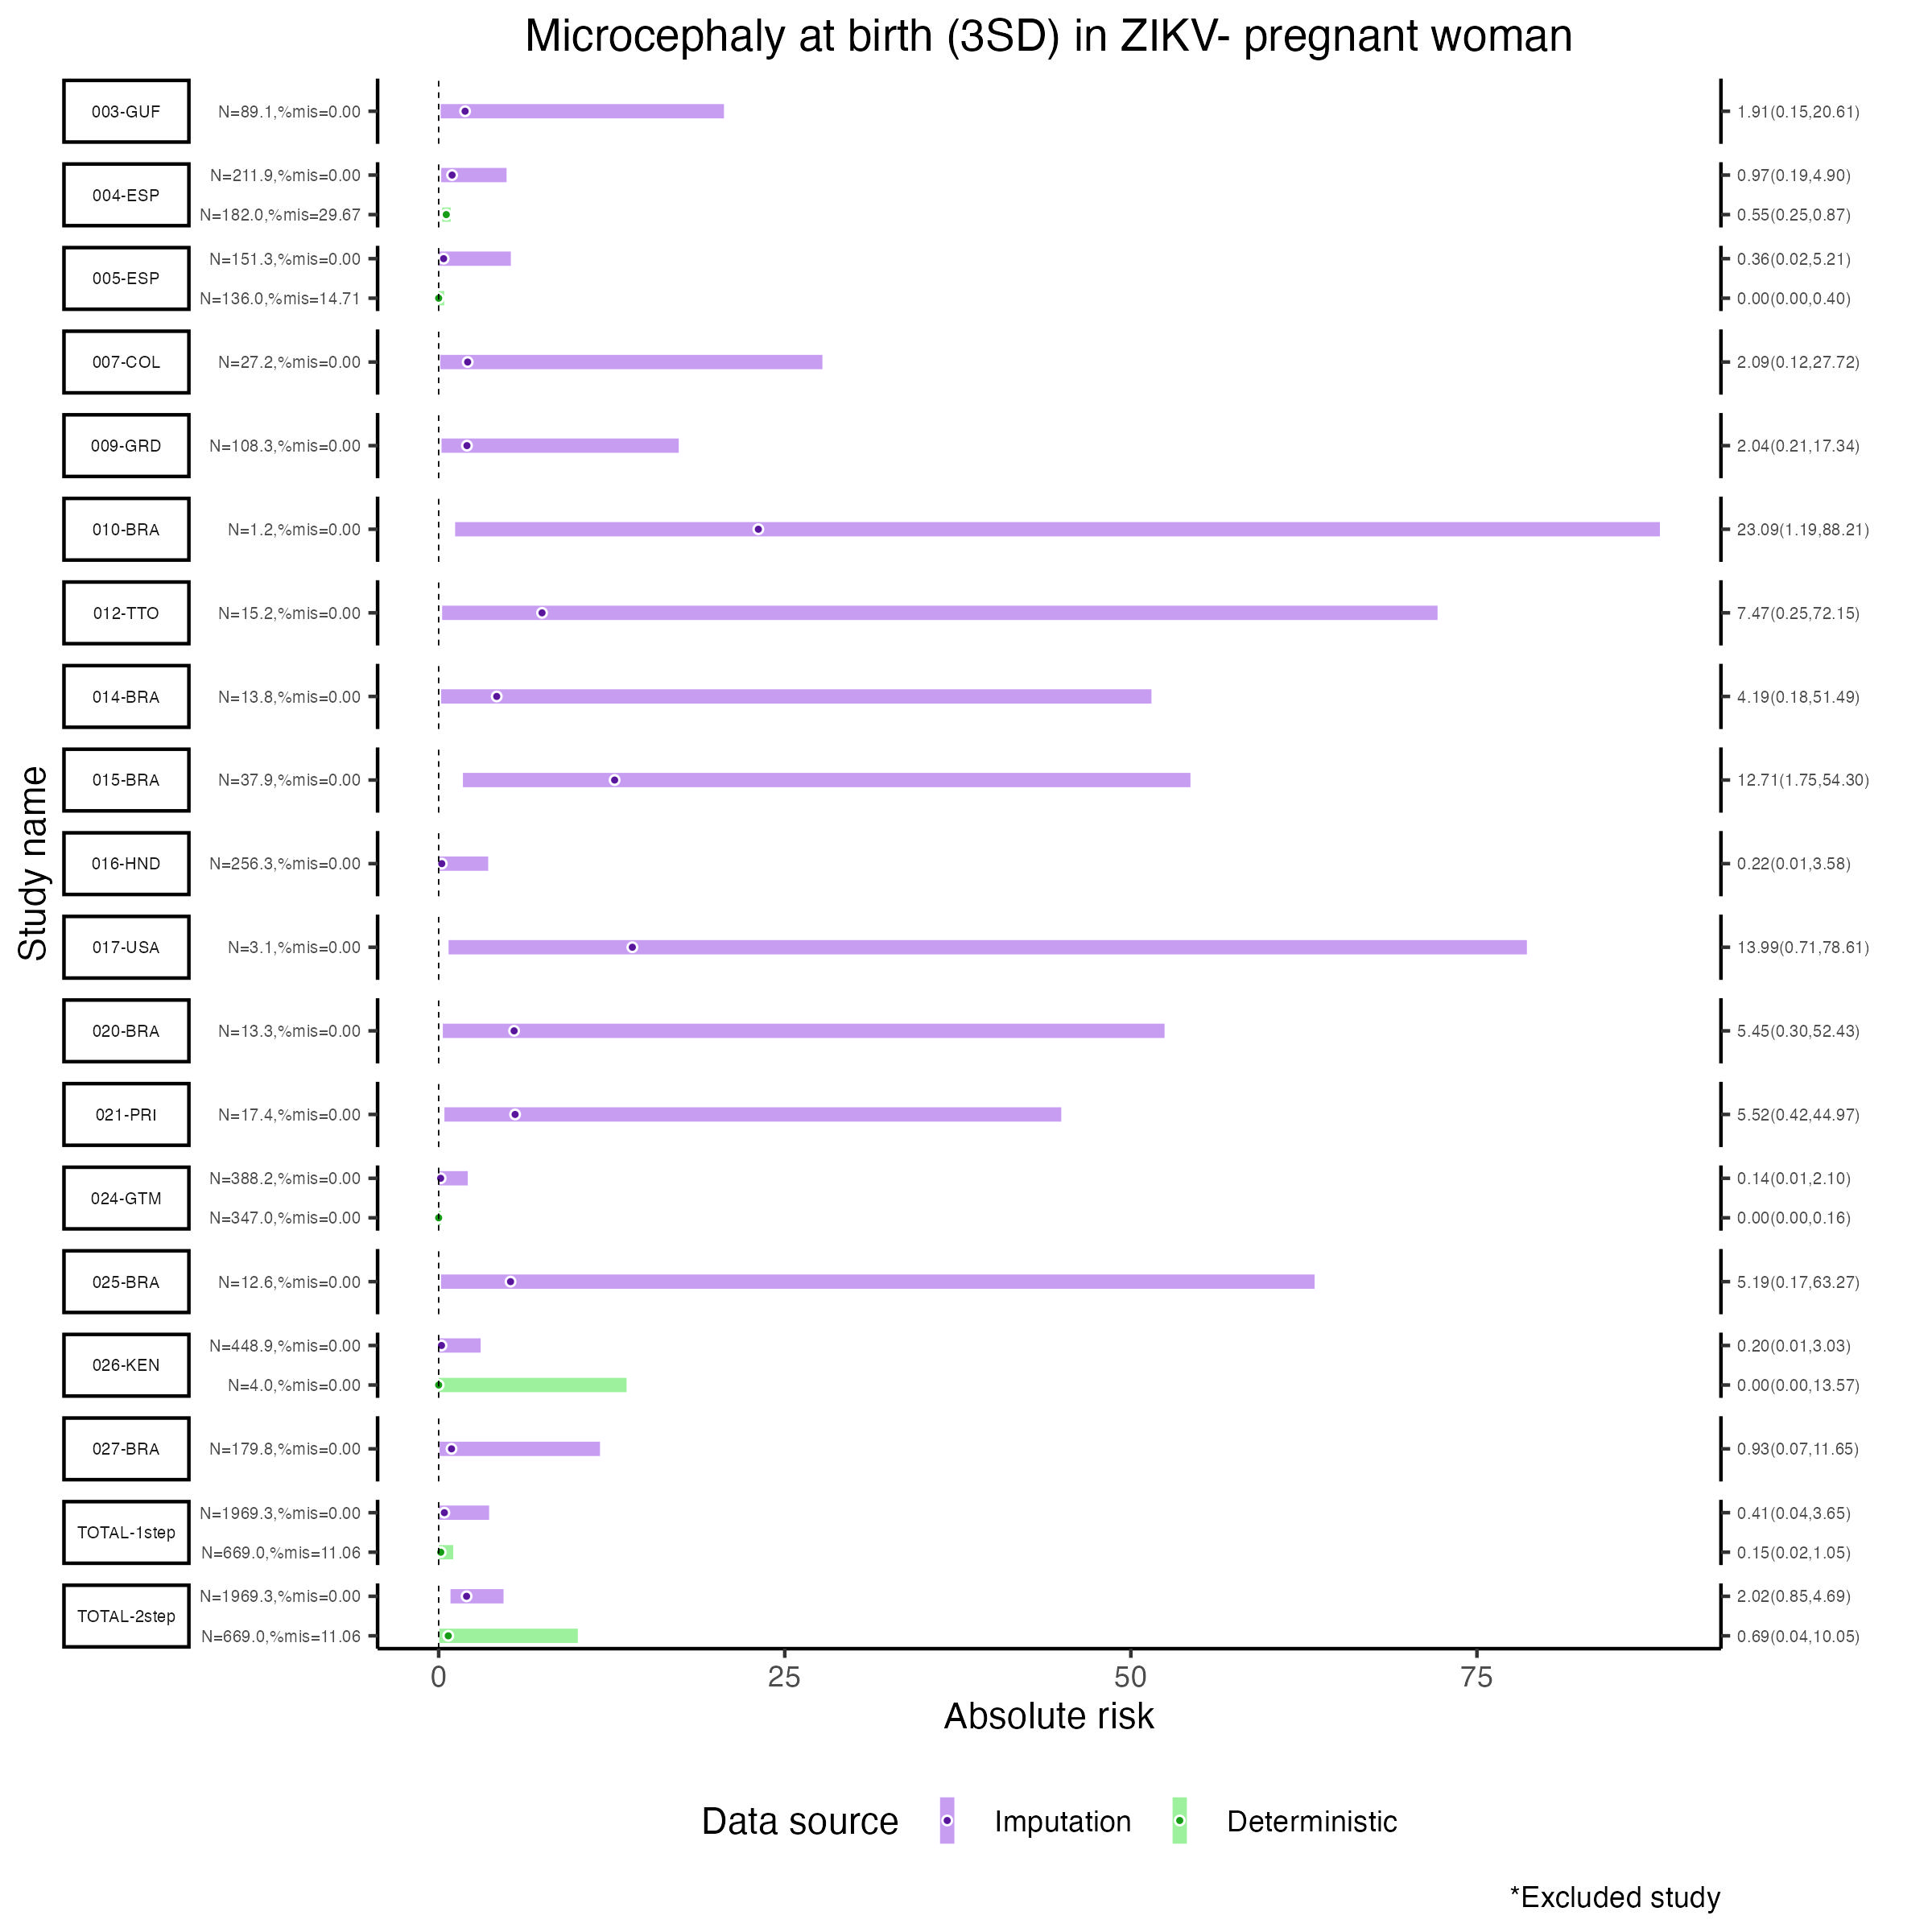 Microcephaly at birth (3SD) in ZIKV- pregnant woman
Study name
003-GUF N=89.1,%mis=0.00 1.91(0.15,20.61)
004-ESP N=211.9,%mis=0.00 0.97(0.19,4.90)
N=182.0,%mis=29.67 0.55(0.25,0.87)
005-ESP N=151.3,%mis=0.00 0.36(0.02,5.21)
N=136.0,%mis=14.71 0.00(0.00,0.40)
007-COL N=27.2,%mis=0.00 2.09(0.12,27.72)
009-GRD N=108.3,%mis=0.00 2.04(0.21,17.34)
010-BRA N=1.2,%mis=0.00 23.09(1.19,88.21)
012-TTO N=15.2,%mis=0.00 7.47(0.25,72.15)
014-BRA N=13.8,%mis=0.00 4.19(0.18,51.49)
015-BRA N=37.9,%mis=0.00 12.71(1.75,54.30)
016-HND N=256.3,%mis=0.00 0.22(0.01,3.58)
017-USA N=3.1,%mis=0.00 13.99(0.71,78.61)
020-BRA N=13.3,%mis=0.00 5.45(0.30,52.43)
021-PRI N=17.4,%mis=0.00 5.52(0.42,44.97)
024-GTM N=388.2,%mis=0.00 0.14(0.01,2.10)
N=347.0,%mis=0.00 0.00(0.00,0.16)
025-BRA N=12.6,%mis=0.00 5.19(0.17,63.27)
026-KEN N=448.9,%mis=0.00 0.20(0.01,3.03)
N=4.0,%mis=0.00 0.00(0.00,13.57)
027-BRA N=179.8,%mis=0.00 0.93(0.07,11.65)
TOTAL-1step N=1969.3,%mis=0.00 0.41(0.04,3.65)
N=669.0,%mis=11.06 0.15(0.02,1.05)
TOTAL-2step N=1969.3,%mis=0.00 2.02(0.85,4.69)
N=669.0,%mis=11.06 0.69(0.04,10.05)
0 25 50 75
Absolute risk
Data source Imputation Deterministic
*Excluded study